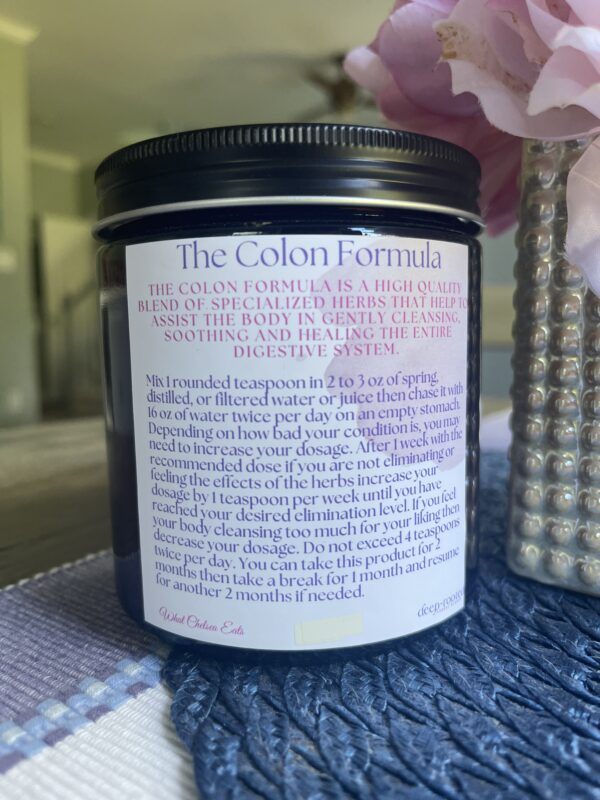 The Colon Formula
THE COLON FORMULA IS A HIGH QUALITY
BLEND OF SPECIALIZED HERBS THAT HELP TO
ASSIST THE BODY IN GENTLY CLEANSING,
SOOTHING AND HEALING THE ENTIRE
DIGESTIVE SYSTEM.
Mix 1 rounded teaspoon in 2 to 3 oz of spring,
distilled, or filtered water or juice then chase it with
16 oz of water twice per day on an empty stomach.
Depending on how bad your condition is, you may
need to increase your dosage. After 1 week with the
recommended dose if you are not eliminating or
feeling the effects of the herbs increase your
dosage by 1 teaspoon per week until you have
reached your desired elimination level. If you feel
your body cleansing too much for your liking then
decrease your dosage. Do not exceed 4 teaspoons
twice per day. You can take this product for 2
months then take a break for 1 month and resume
for another 2 months if needed.
What Chelsea Eats